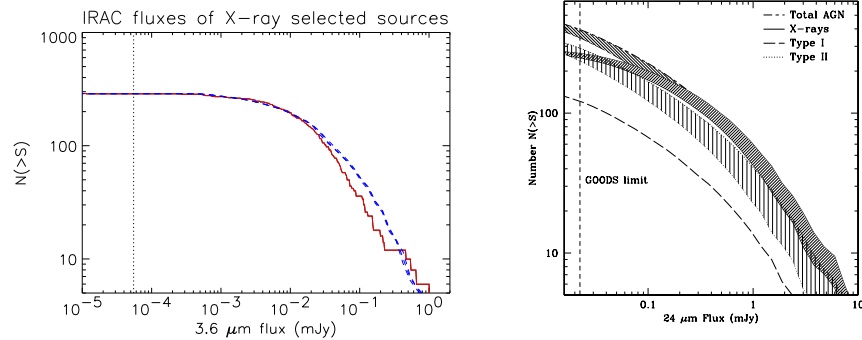 IRAC fluxes of X-ray selected sources
1000
100
10
N(>S)
10⁻⁵ 10⁻⁴ 10⁻³ 10⁻² 10⁻¹ 10⁰
3.6 μm flux (mJy)
Total AGN
X-rays
Type I
Type II
100
10
Number N(>S)
GOODS limit
0.1 1 10
24 μm Flux (mJy)